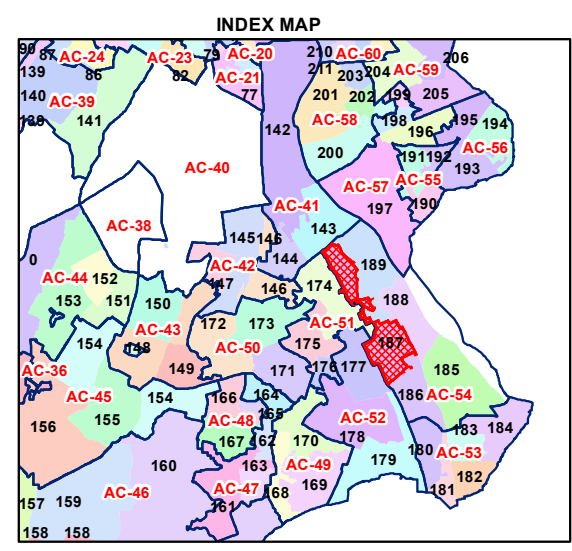 INDEX MAP
90 87 AC-24 AC-23 79 AC-20 210 AC-60 206
139 86 82 AC-21 211 203 204 AC-59
140 AC-39 77 201 202 199 205
139 141 142 AC-58 198 196 195 194
200 191 192 AC-56
AC-40 AC-57 AC-55 193
AC-41 197 190
AC-38 143
145 146
0 144 189
AC-44 152 AC-42 147 146 174 188
153 151 150
172 173 AC-51
154 148 AC-43 AC-50 175 187
AC-36 149 171 176 177 185
AC-45 154 166 164 186 AC-54
156 155 AC-48 165 AC-52 183 184
167 162 170 178 180 AC-53
160 163 AC-49 179 182
157 159 AC-46 AC-47 168 169 181
158 158 161